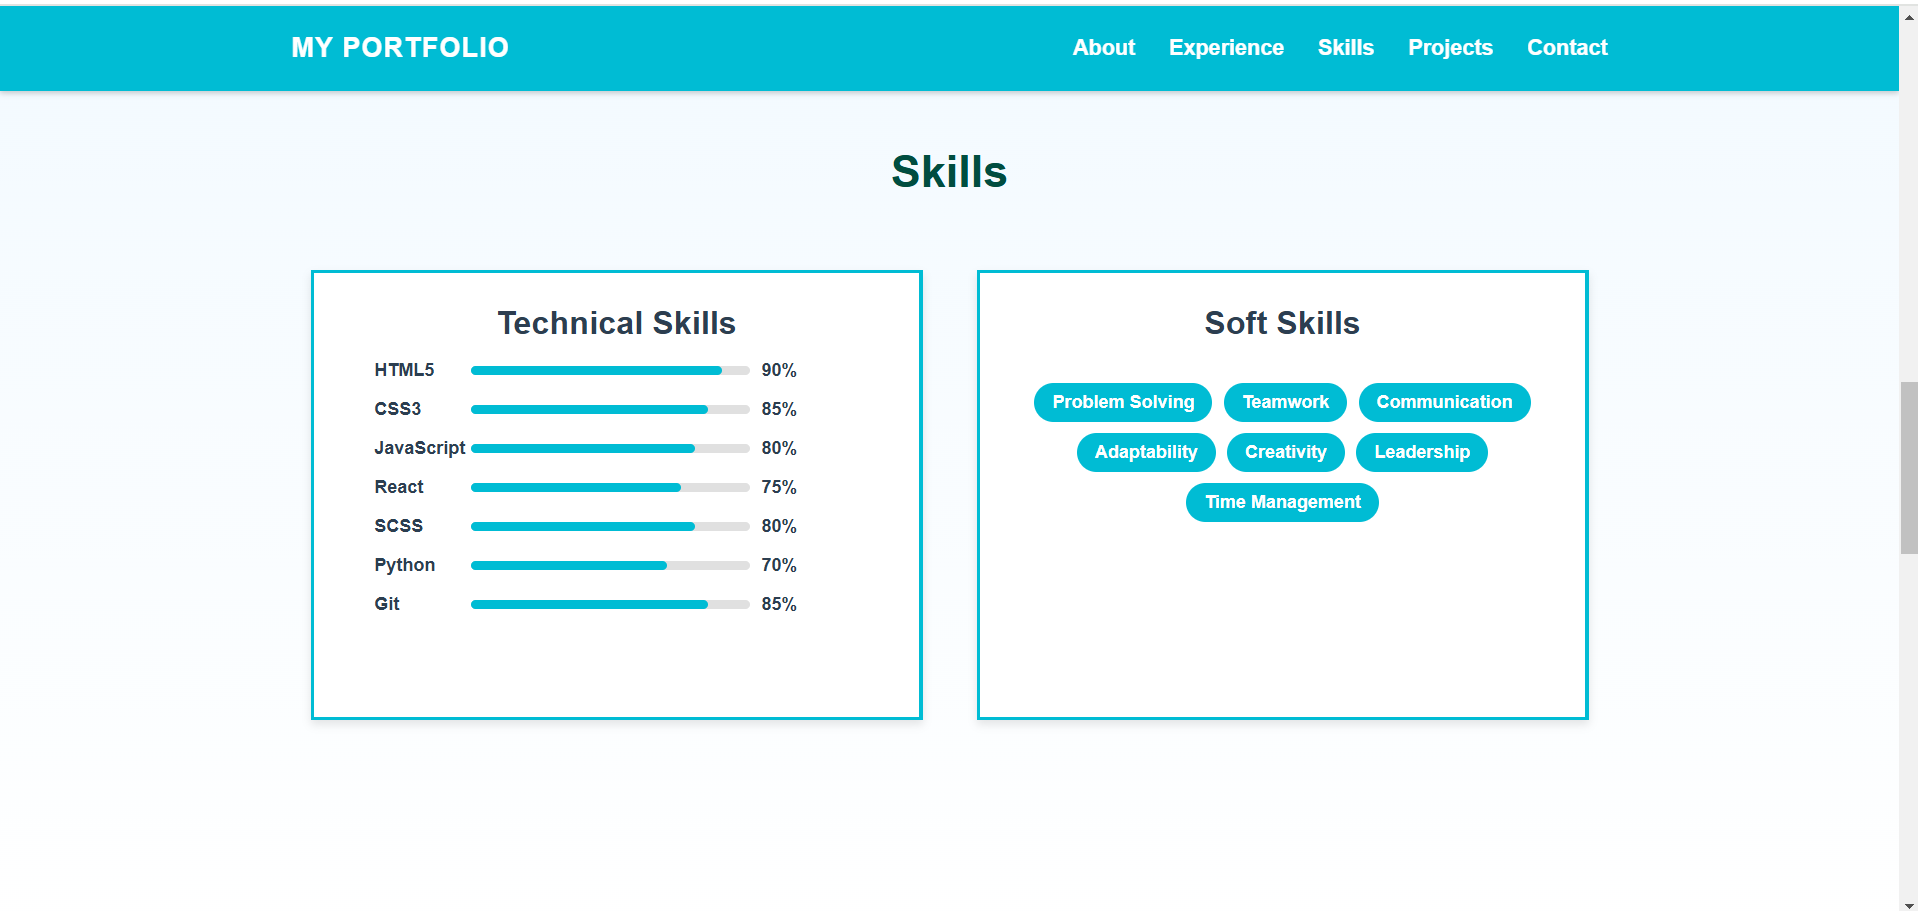 MY PORTFOLIO
About Experience Skills Projects Contact
Skills
Technical Skills
HTML5 90%
CSS3 85%
JavaScript 80%
React 75%
SCSS 80%
Python 70%
Git 85%
Soft Skills
Problem Solving Teamwork Communication
Adaptability Creativity Leadership
Time Management